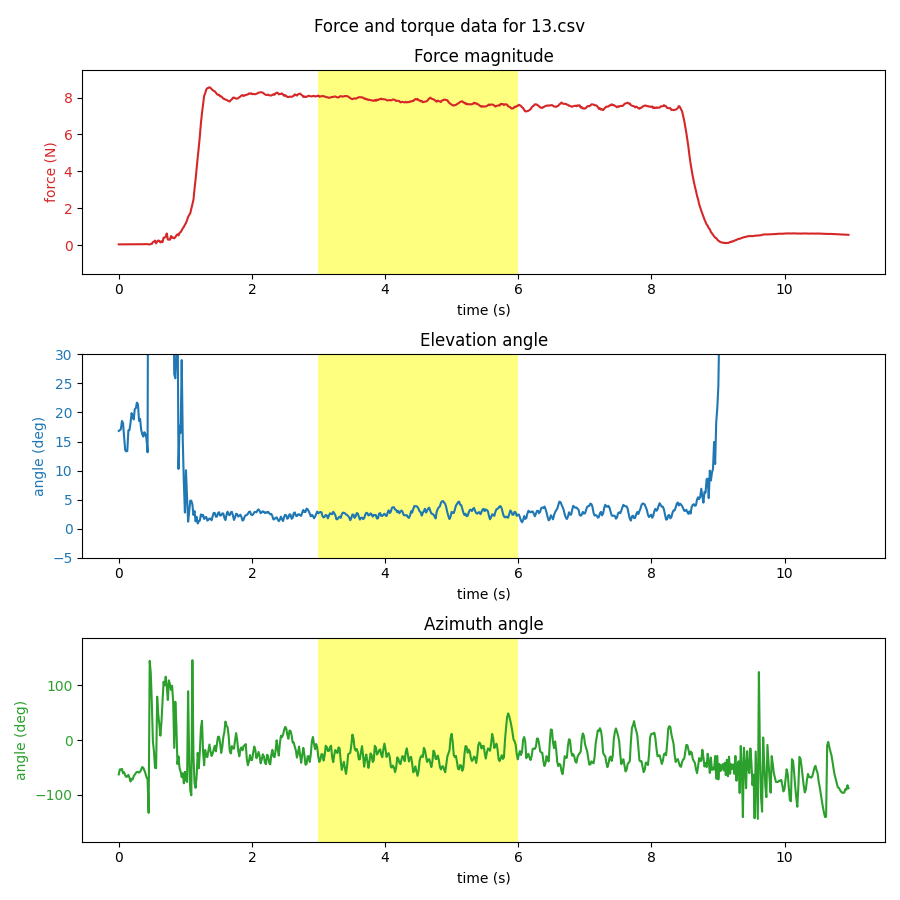 Force and torque data for 13.csv
Force magnitude
force (N)
8
6
4
2
0
0 2 4 6 8 10
time (s)
Elevation angle
angle (deg)
30
25
20
15
10
5
0
−5
0 2 4 6 8 10
time (s)
Azimuth angle
angle (deg)
100
0
−100
0 2 4 6 8 10
time (s)